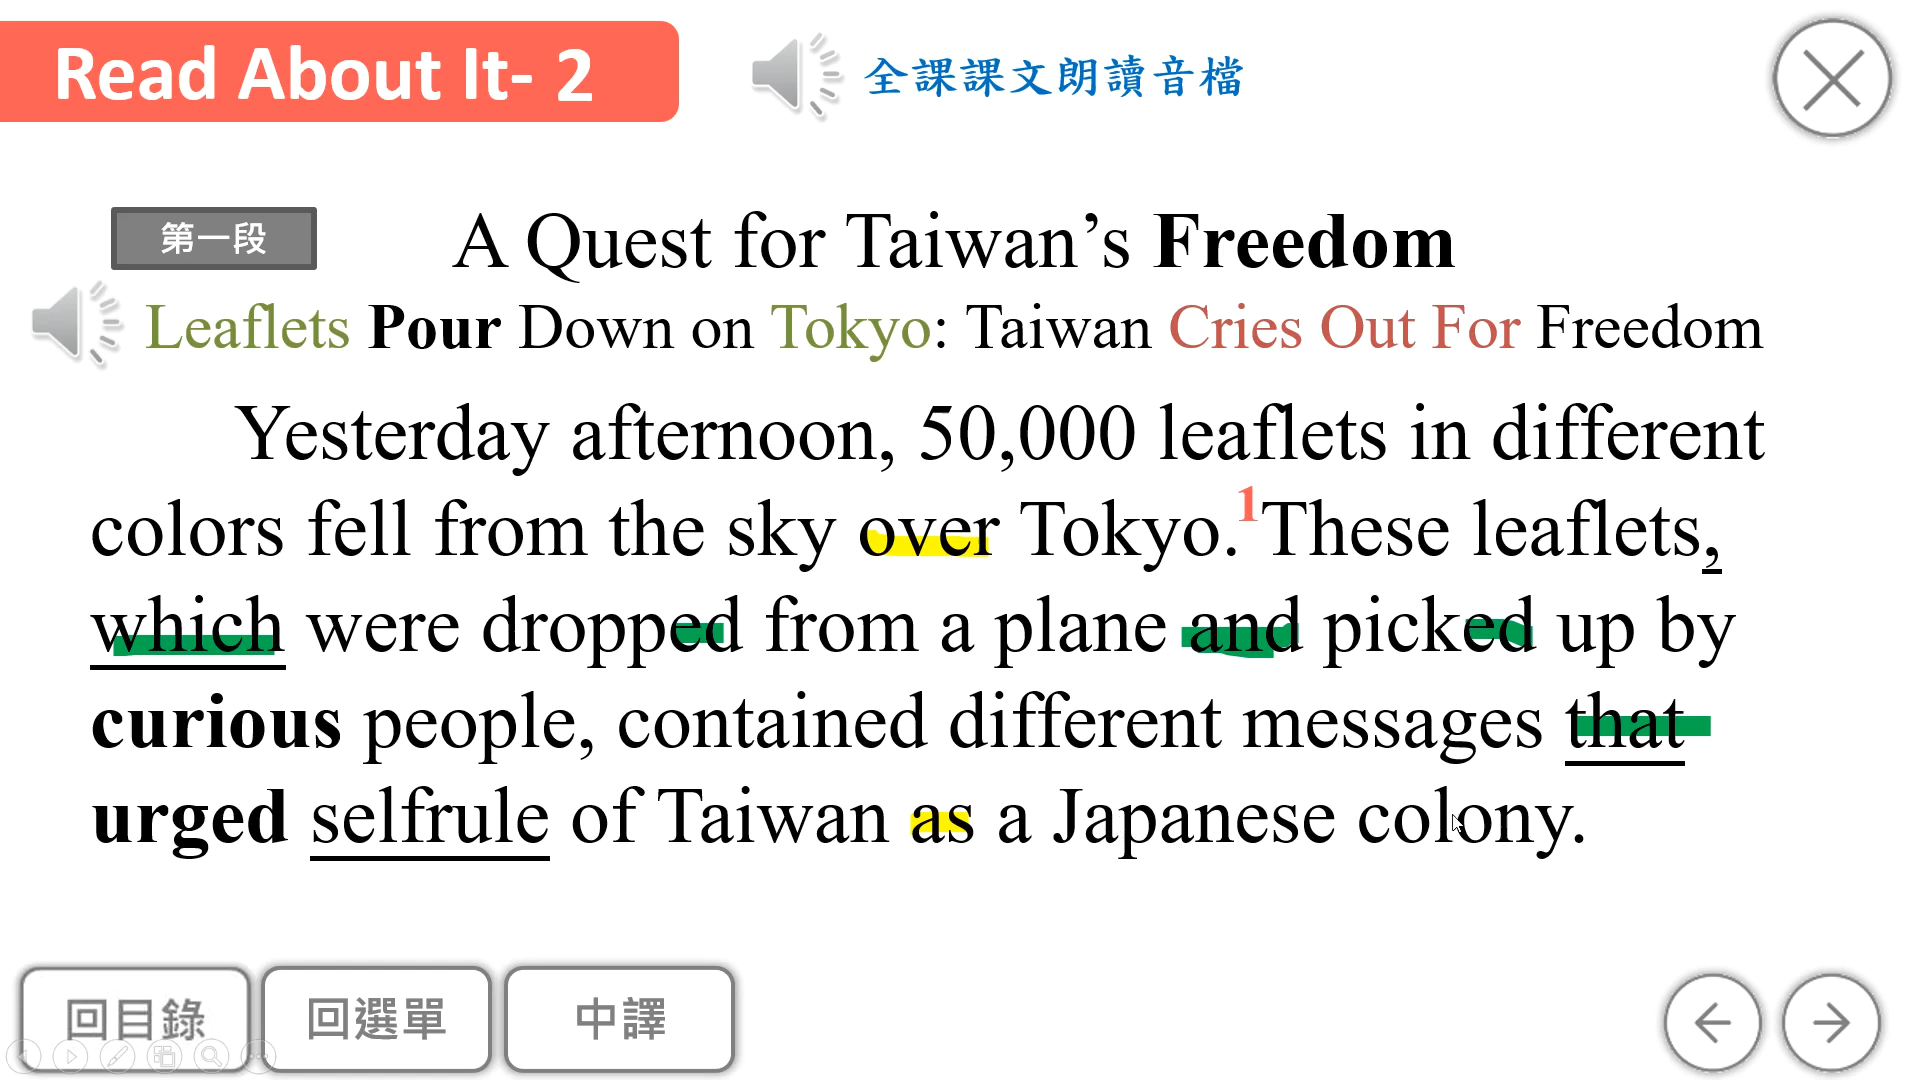 Read About It- 2
全課課文朗讀音檔
第一段
A Quest for Taiwan’s Freedom
Leaflets Pour Down on Tokyo: Taiwan Cries Out For Freedom
Yesterday afternoon, 50,000 leaflets in different
colors fell from the sky over Tokyo.1These leaflets,
which were dropped from a plane and picked up by
curious people, contained different messages that
urged selfrule of Taiwan as a Japanese colony.
回目錄
回選單
中譯